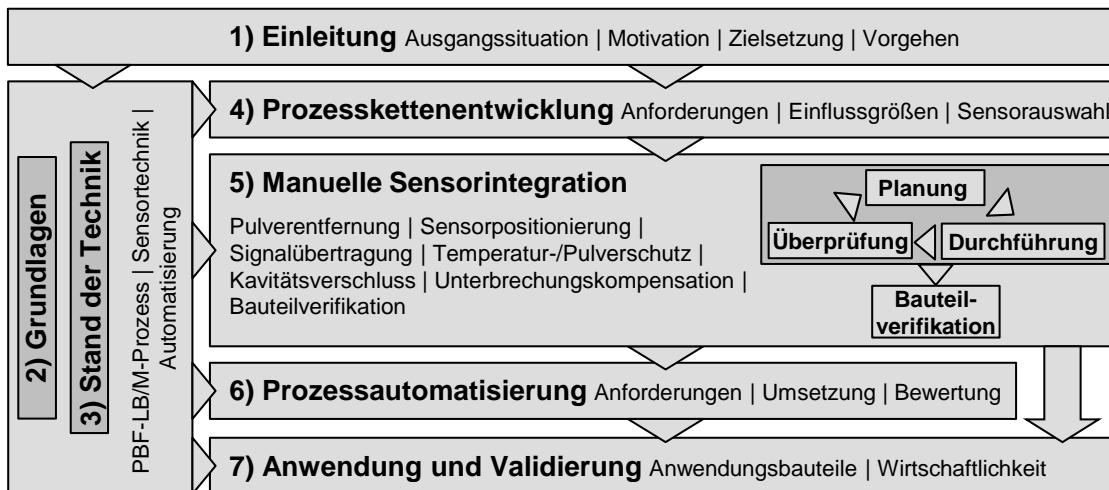 1) Einleitung Ausgangssituation | Motivation | Zielsetzung | Vorgehen
2) Grundlagen
3) Stand der Technik
PBF-LB/M-Prozess | Sensortechnik |
Automatisierung
4) Prozesskettenentwicklung Anforderungen | Einflussgrößen | Sensorauswahl
5) Manuelle Sensorintegration
Pulverentfernung | Sensorpositionierung |
Signalübertragung | Temperatur-/Pulverschutz |
Kavitätsverschluss | Unterbrechungskompensation |
Bauteilverifikation
Planung
Überprüfung
Durchführung
Bauteil-
verifikation
6) Prozessautomatisierung Anforderungen | Umsetzung | Bewertung
7) Anwendung und Validierung Anwendungsbauteile | Wirtschaftlichkeit